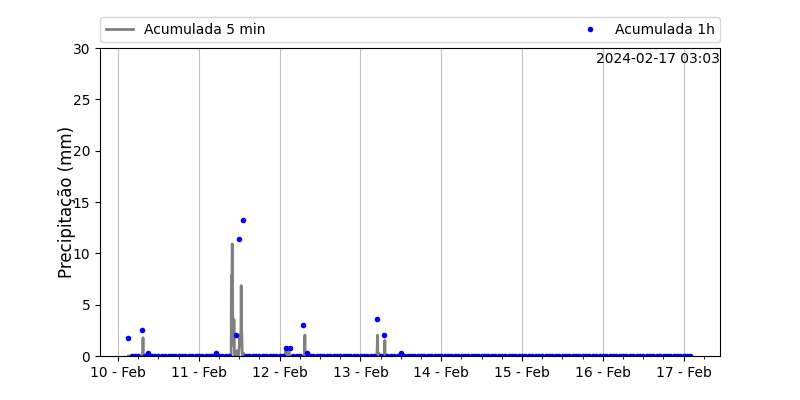 Acumulada 5 min
Acumulada 1h
2024-02-17 03:03
Precipitação (mm)
30
25
20
15
10
5
0
10 - Feb
11 - Feb
12 - Feb
13 - Feb
14 - Feb
15 - Feb
16 - Feb
17 - Feb